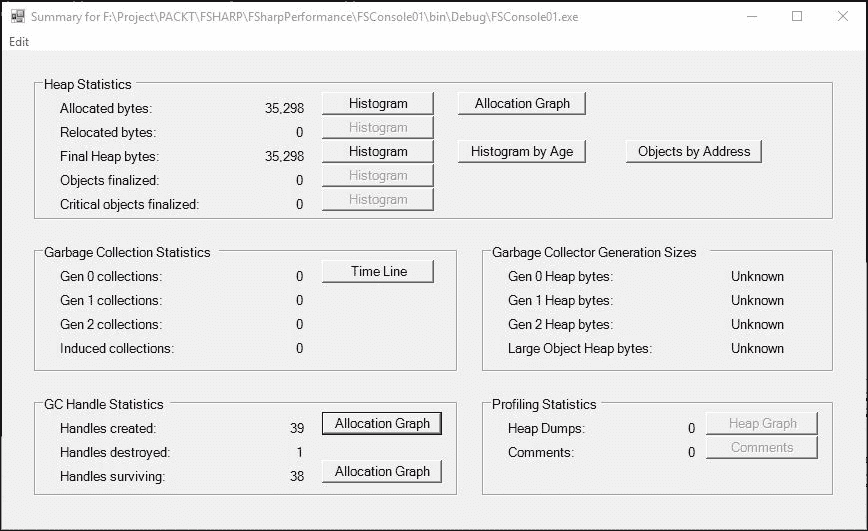 Summary for F:\Project\PACKT\FSHARP\FSharpPerformance\FSConsole01\bin\Debug\FSConsole01.exe
Edit
Heap Statistics
Allocated bytes: 35,298 Histogram Allocation Graph
Relocated bytes: 0 Histogram
Final Heap bytes: 35,298 Histogram Histogram by Age Objects by Address
Objects finalized: 0 Histogram
Critical objects finalized: 0 Histogram
Garbage Collection Statistics
Gen 0 collections: 0 Time Line
Gen 1 collections: 0
Gen 2 collections: 0
Induced collections: 0
Garbage Collector Generation Sizes
Gen 0 Heap bytes: Unknown
Gen 1 Heap bytes: Unknown
Gen 2 Heap bytes: Unknown
Large Object Heap bytes: Unknown
GC Handle Statistics
Handles created: 39 Allocation Graph
Handles destroyed: 1
Handles surviving: 38 Allocation Graph
Profiling Statistics
Heap Dumps: 0 Heap Graph
Comments: 0 Comments